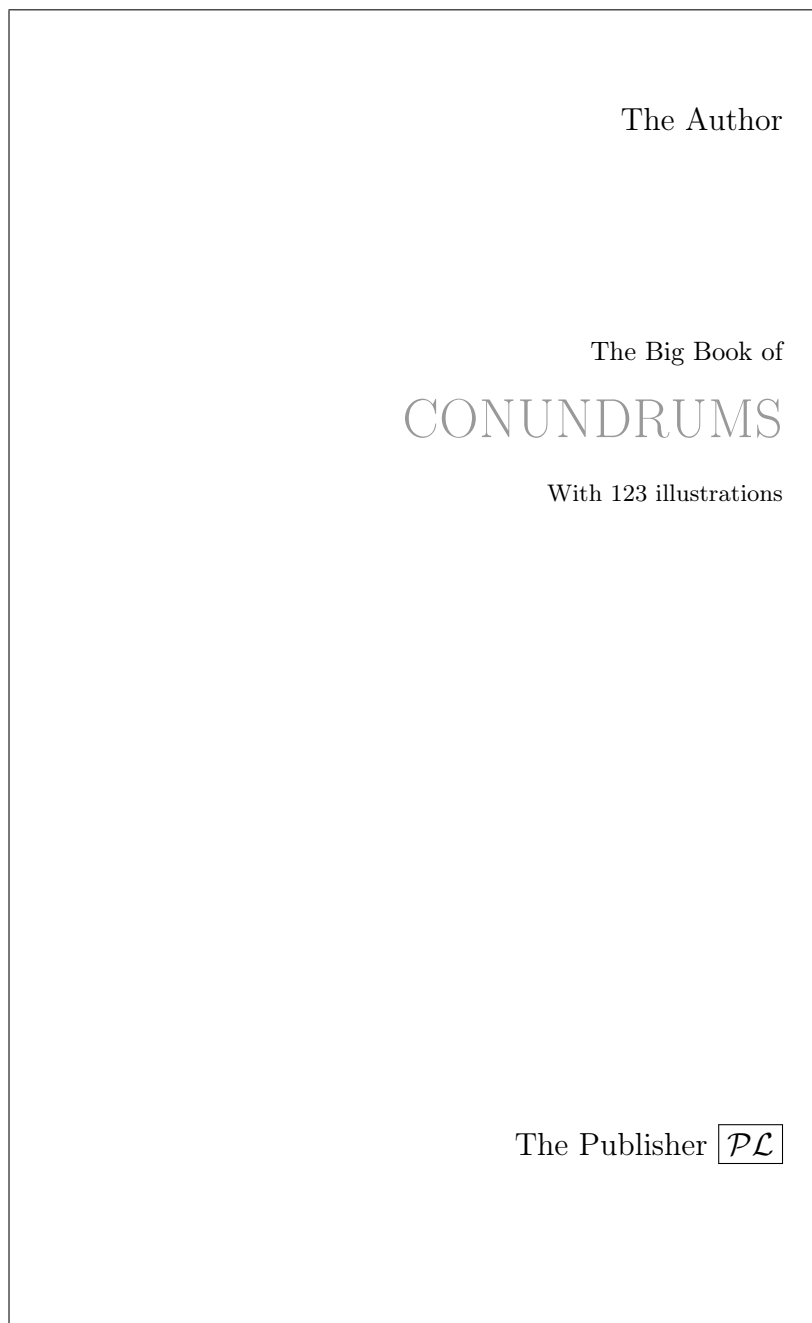 The Author
The Big Book of
CONUNDRUMS
With 123 illustrations
The Publisher PL